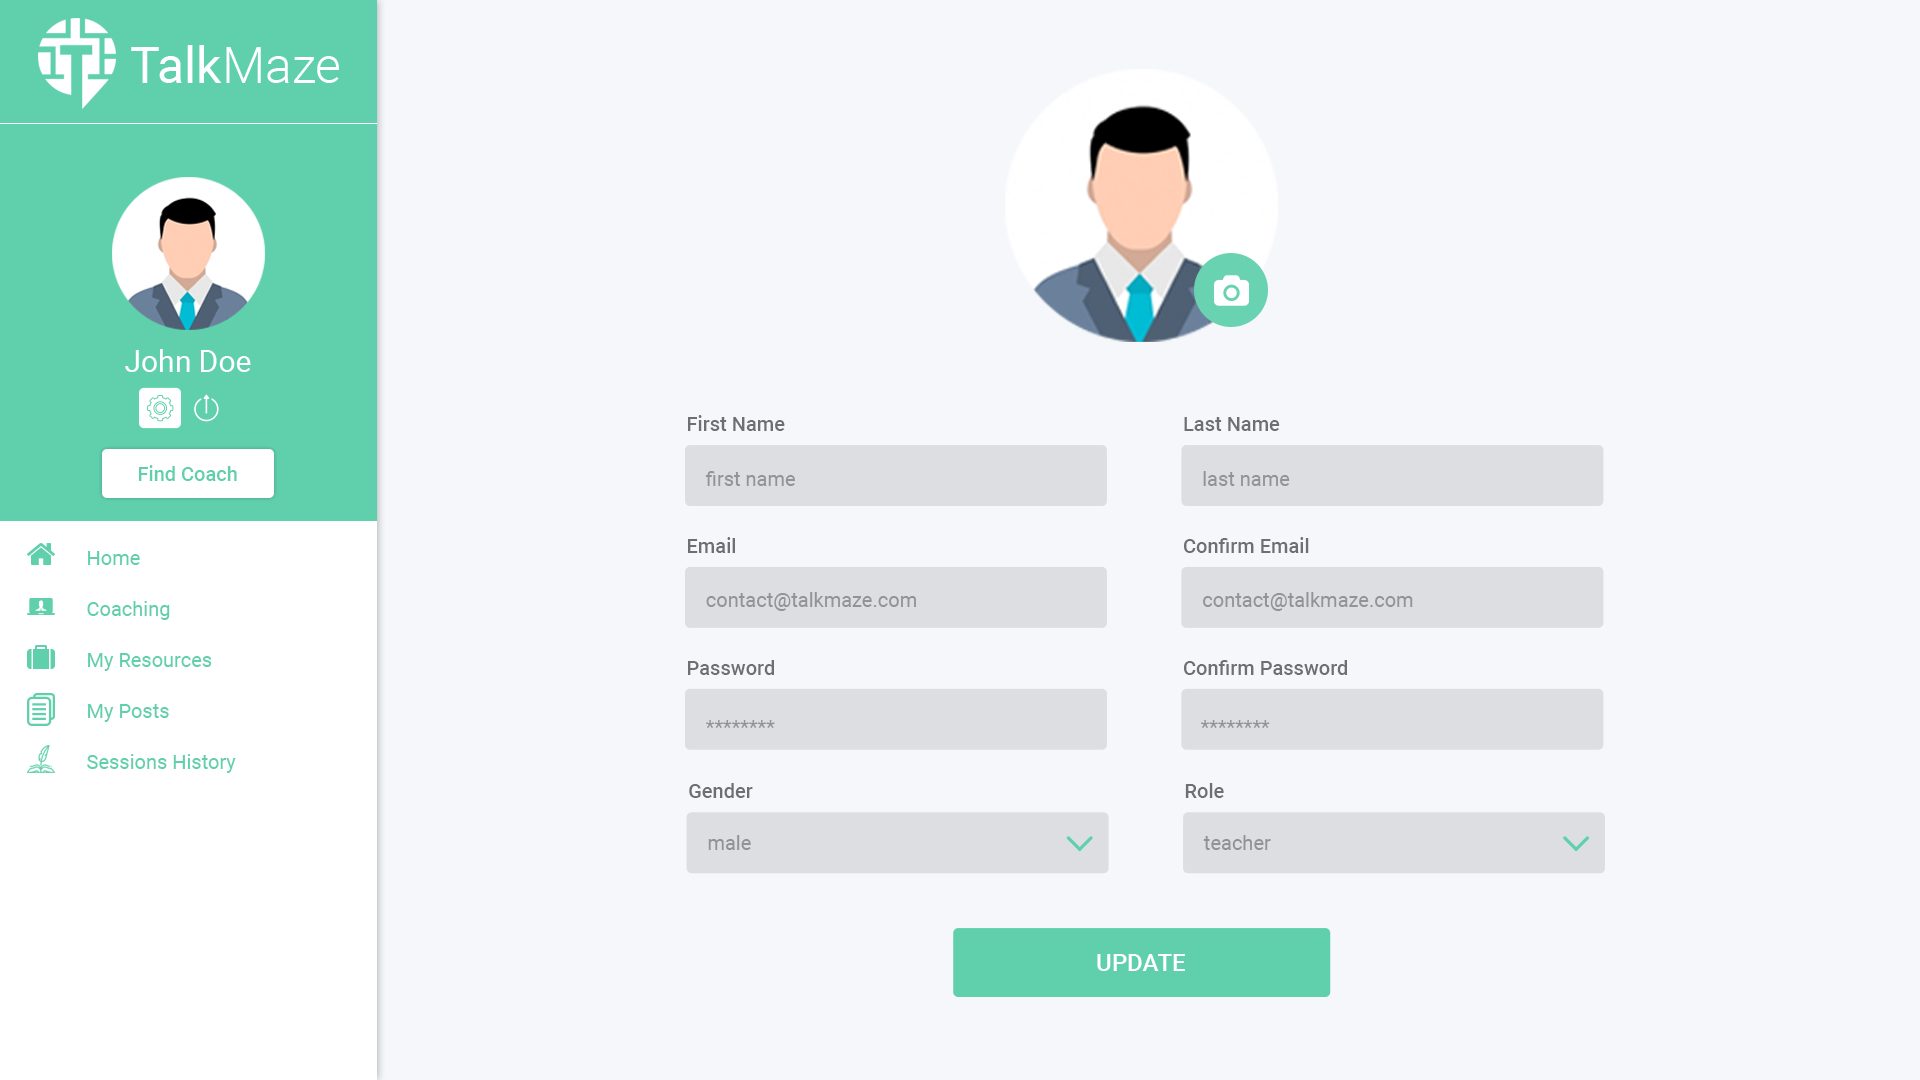 TalkMaze
John Doe
Find Coach
Home
Coaching
My Resources
My Posts
Sessions History
First Name
Last Name
first name
last name
Email
Confirm Email
contact@talkmaze.com
contact@talkmaze.com
Password
Confirm Password
********
********
Gender
Role
male
teacher
UPDATE